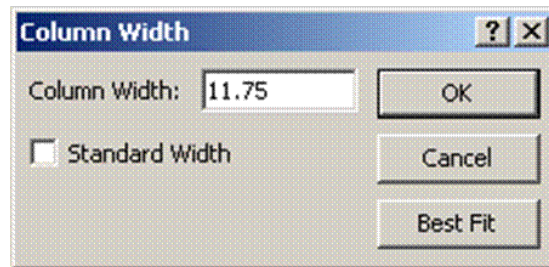 Column Width
Column Width: 11.75
OK
Standard Width
Cancel
Best Fit